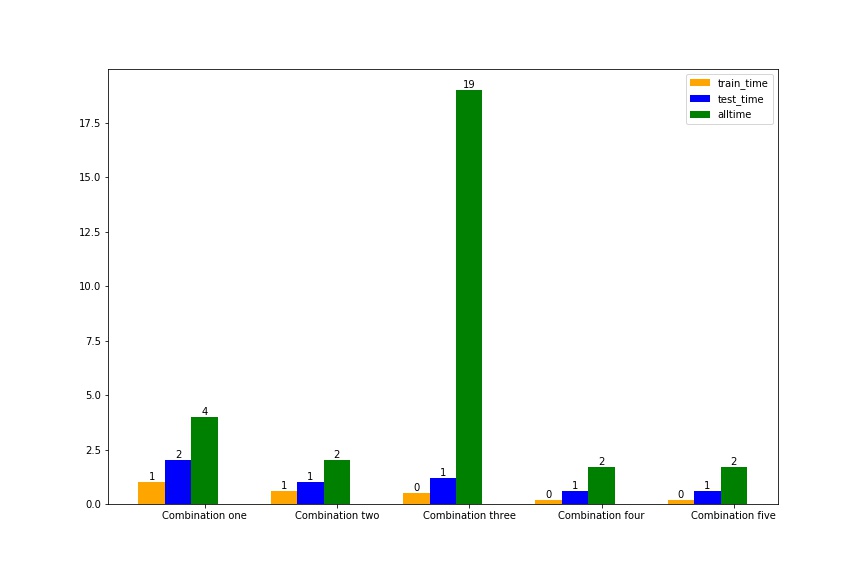 train_time
test_time
alltime
17.5
15.0
12.5
10.0
7.5
5.0
2.5
0.0
1
2
4
1
1
2
0
1
19
0
1
2
0
1
2
Combination one
Combination two
Combination three
Combination four
Combination five